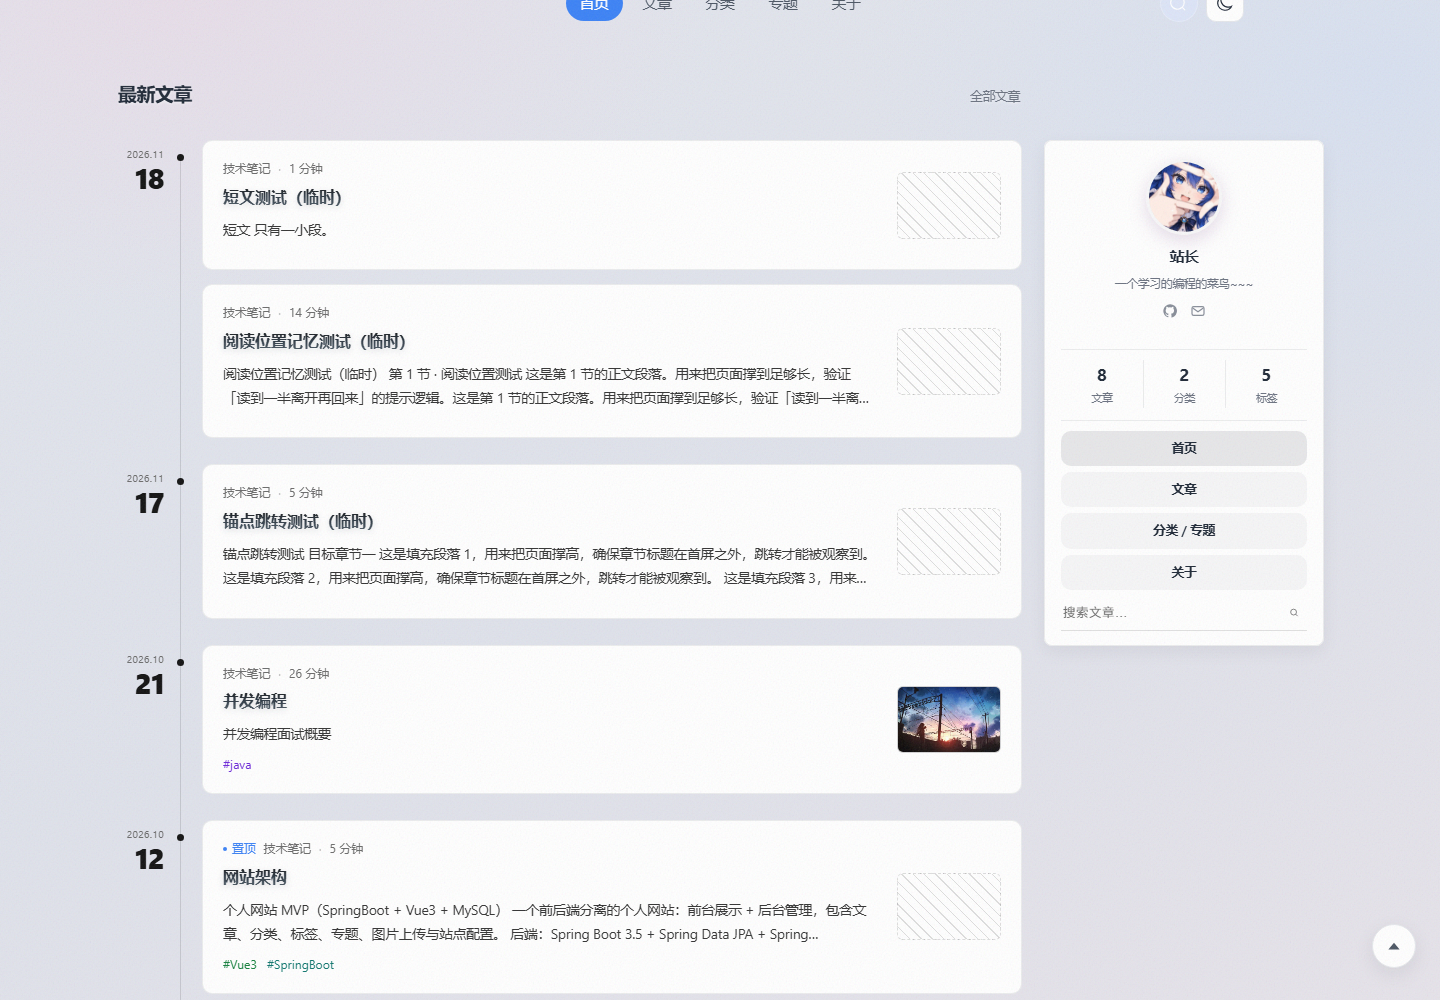 首页 文章 分类 专题 关于
最新文章
全部文章
2026.11
18
技术笔记 · 1 分钟
短文测试（临时）
短文 只有一小段。
技术笔记 · 14 分钟
阅读位置记忆测试（临时）
阅读位置记忆测试（临时） 第 1 节 · 阅读位置测试 这是第 1 节的正文段落。用来把页面撑到足够长，验证
「读到一半离开再回来」的提示逻辑。这是第 1 节的正文段落。用来把页面撑到足够长，验证「读到一半离...
2026.11
17
技术笔记 · 5 分钟
锚点跳转测试（临时）
锚点跳转测试 目标章节一 这是填充段落 1，用来把页面撑高，确保章节标题在首屏之外，跳转才能被观察到。
这是填充段落 2，用来把页面撑高，确保章节标题在首屏之外，跳转才能被观察到。 这是填充段落 3，用来...
2026.10
21
技术笔记 · 26 分钟
并发编程
并发编程面试概要
#java
2026.10
12
• 置顶 技术笔记 · 5 分钟
网站架构
个人网站 MVP（SpringBoot + Vue3 + MySQL） 一个前后端分离的个人网站：前台展示 + 后台管理，包含文
章、分类、标签、专题、图片上传与站点配置。 后端：Spring Boot 3.5 + Spring Data JPA + Spring...
#Vue3 #SpringBoot
站长
一个学习的编程的菜鸟~~~
8 2 5
文章 分类 标签
首页
文章
分类 / 专题
关于
搜索文章...